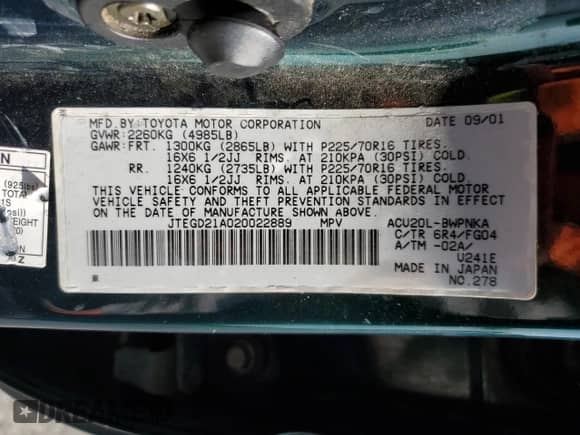 MFD.BY:TOYOTA MOTOR CORPORATION DATE 09/01
GVWR:2260KG (4985LB)
GAWR:FRT. 1300KG (2865LB) WITH P225/70R16 TIRES.
16X6 1/2JJ RIMS. AT 210KPA (30PSI) COLD.
RR. 1240KG (2735LB) WITH P225/70R16 TIRES.
16X6 1/2JJ RIMS. AT 210KPA (30PSI) COLD.
THIS VEHICLE CONFORMS TO ALL APPLICABLE FEDERAL MOTOR
VEHICLE SAFETY AND THEFT PREVENTION STANDARDS IN EFFECT
ON THE DATE OF MANUFACTURE SHOWN ABOVE.
JTEGD21A020022889 MPV ACU20L-BWPNKA
C/TR 6R4/FG04
A/TM -02A/
U241E
MADE IN JAPAN
NO.278
N
(925lbs
TOTAL